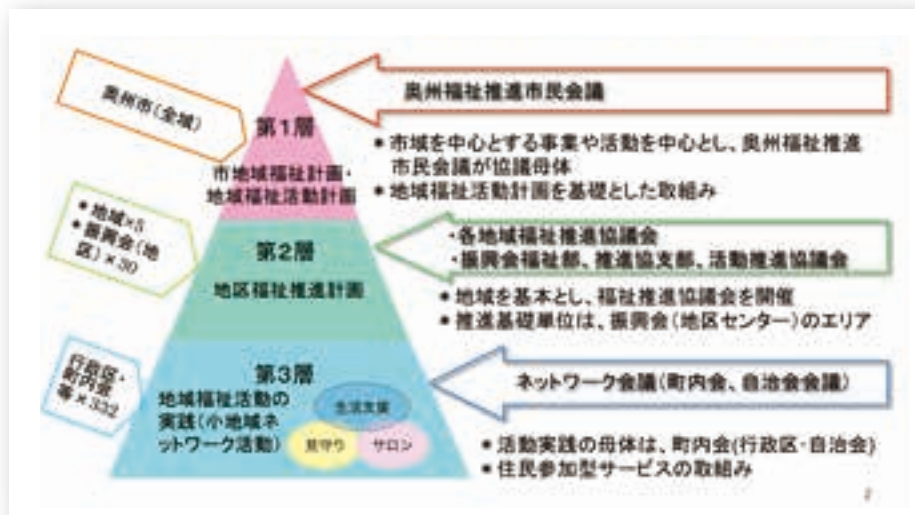 奥州市(全域)
第1層
市地域福祉計画・
地域福祉活動計画
奥州福祉推進市民会議
● 市域を中心とする事業や活動を中心とし、奥州福祉推進
市民会議が協議母体
● 地域福祉活動計画を基礎とした取組み
● 地域×5
● 振興会(地
区)×30
第2層
地区福祉推進計画
・各地域福祉推進協議会
・振興会福祉部、推進協支部、活動推進協議会
● 地域を基本とし、福祉推進協議会を開催
● 推進基礎単位は、振興会(地区センター)のエリア
行政区・
町内会
等×332
第3層
地域福祉活動の
実践(小地域ネ
ットワーク活動)
生活支援
見守り
サロン
ネットワーク会議(町内会、自治会会議)
● 活動実践の母体は、町内会(行政区・自治会)
● 住民参加型サービスの取組み
2